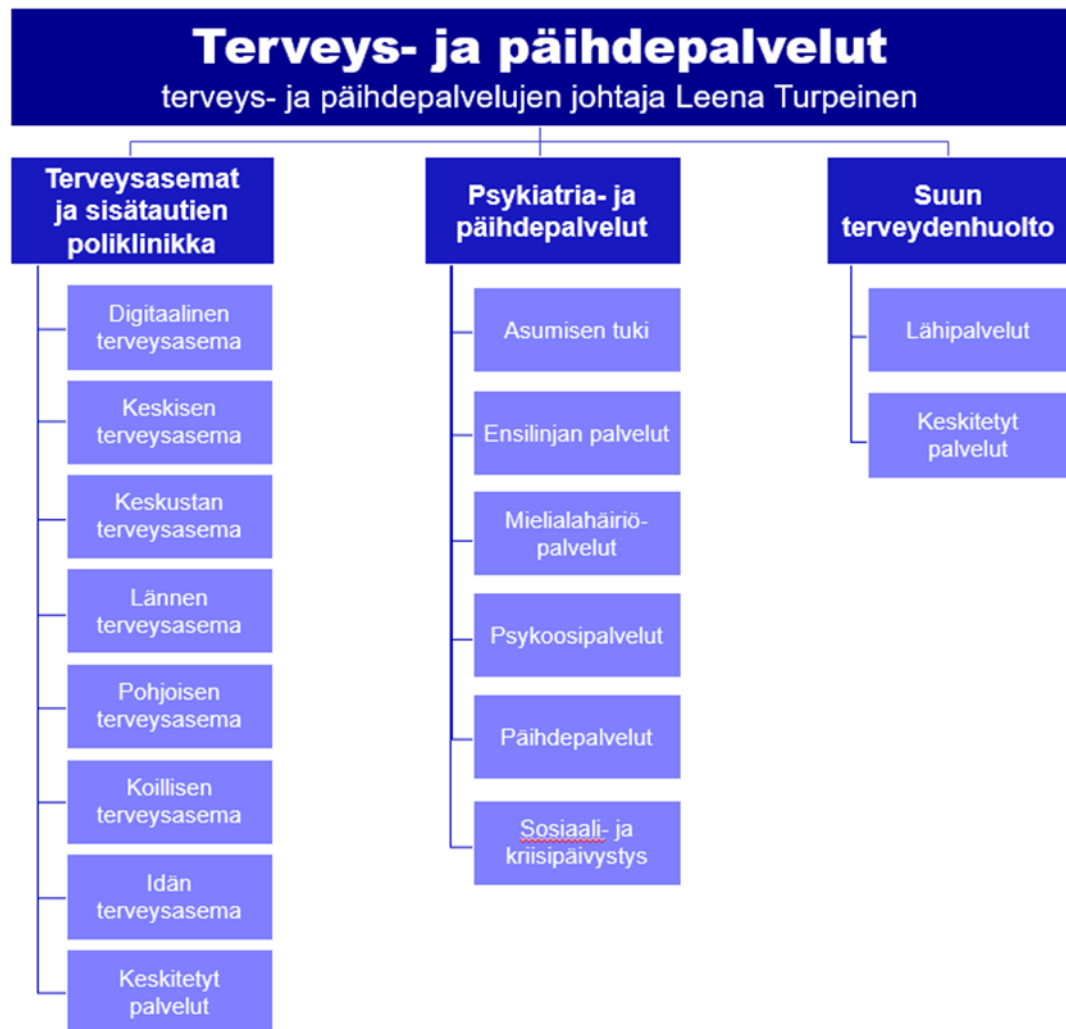 Terveys- ja päihdepalvelut
terveys- ja päihdepalvelujen johtaja Leena Turpeinen
Terveysasemat
ja sisätautien
poliklinikka
Digitaalinen
terveysasema
Keskisen
terveysasema
Keskustan
terveysasema
Lännen
terveysasema
Pohjoisen
terveysasema
Koillisen
terveysasema
Idän
terveysasema
Keskitetyt
palvelut
Psykiatria- ja
päihdepalvelut
Asumisen tuki
Ensilinjan palvelut
Mielialahäiriö-
palvelut
Psykoosipalvelut
Päihdepalvelut
Sosiaali- ja
kriisipäivystys
Suun
terveydenhuolto
Lähipalvelut
Keskitetyt
palvelut